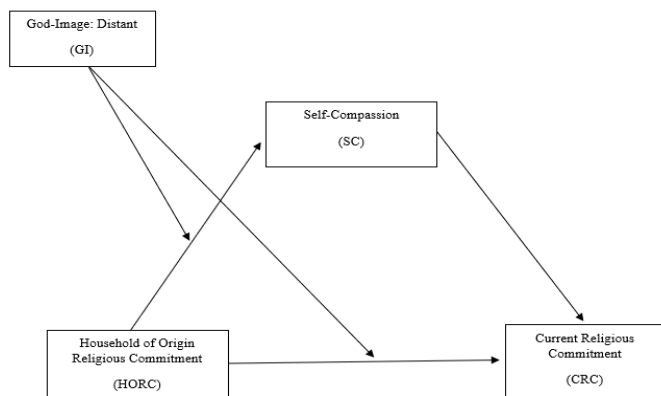 God-Image: Distant
(GI)
Self-Compassion
(SC)
Household of Origin
Religious Commitment
(HORC)
Current Religious
Commitment
(CRC)